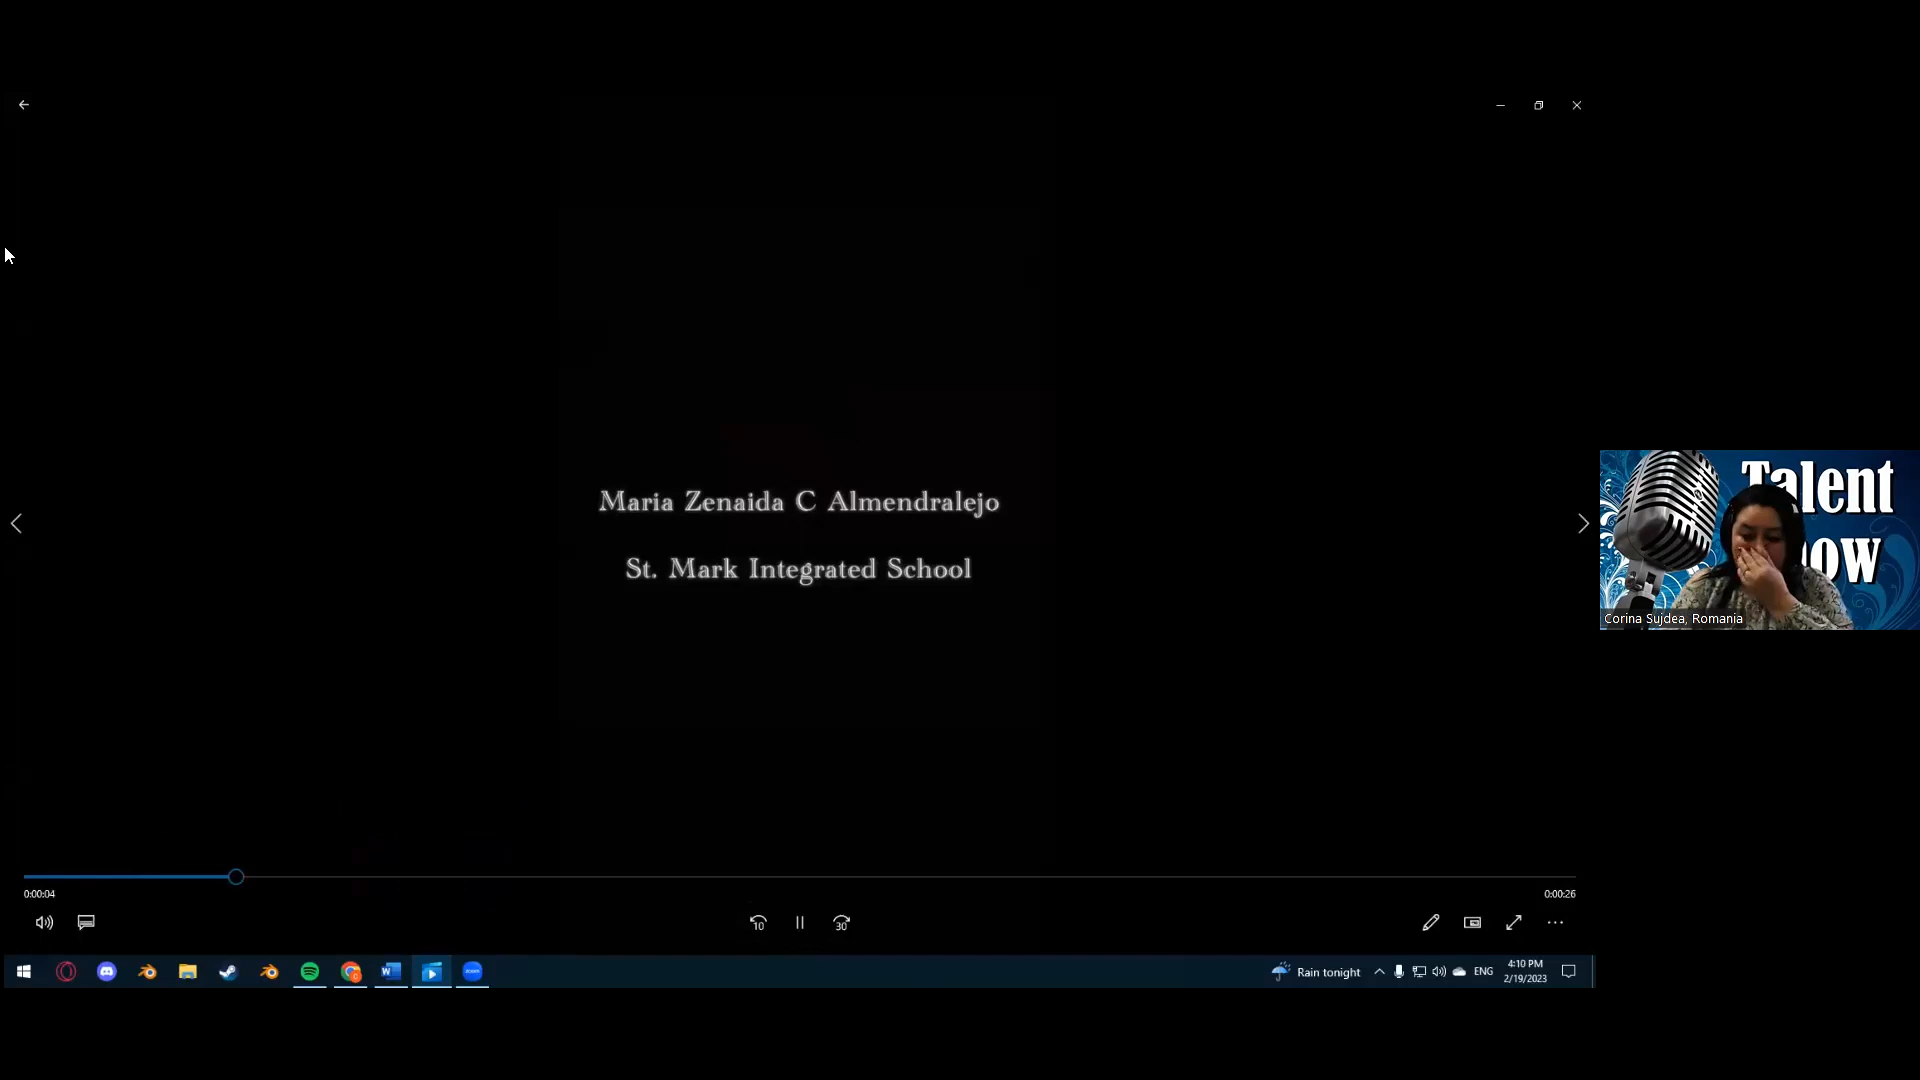 Maria Zenaida C Almendralejo
St. Mark Integrated School
Talent
Corina Sujdea, Romania
0:00:04
0:00:26
10
30
Rain tonight
ENG
4:10 PM
2/19/2023